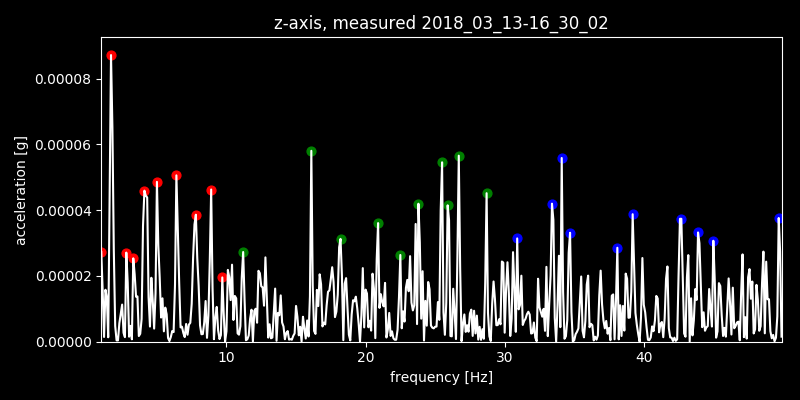 z-axis, measured 2018_03_13-16_30_02
0.00008
0.00006
0.00004
0.00002
0.00000
acceleration [g]
10 20 30 40
frequency [Hz]